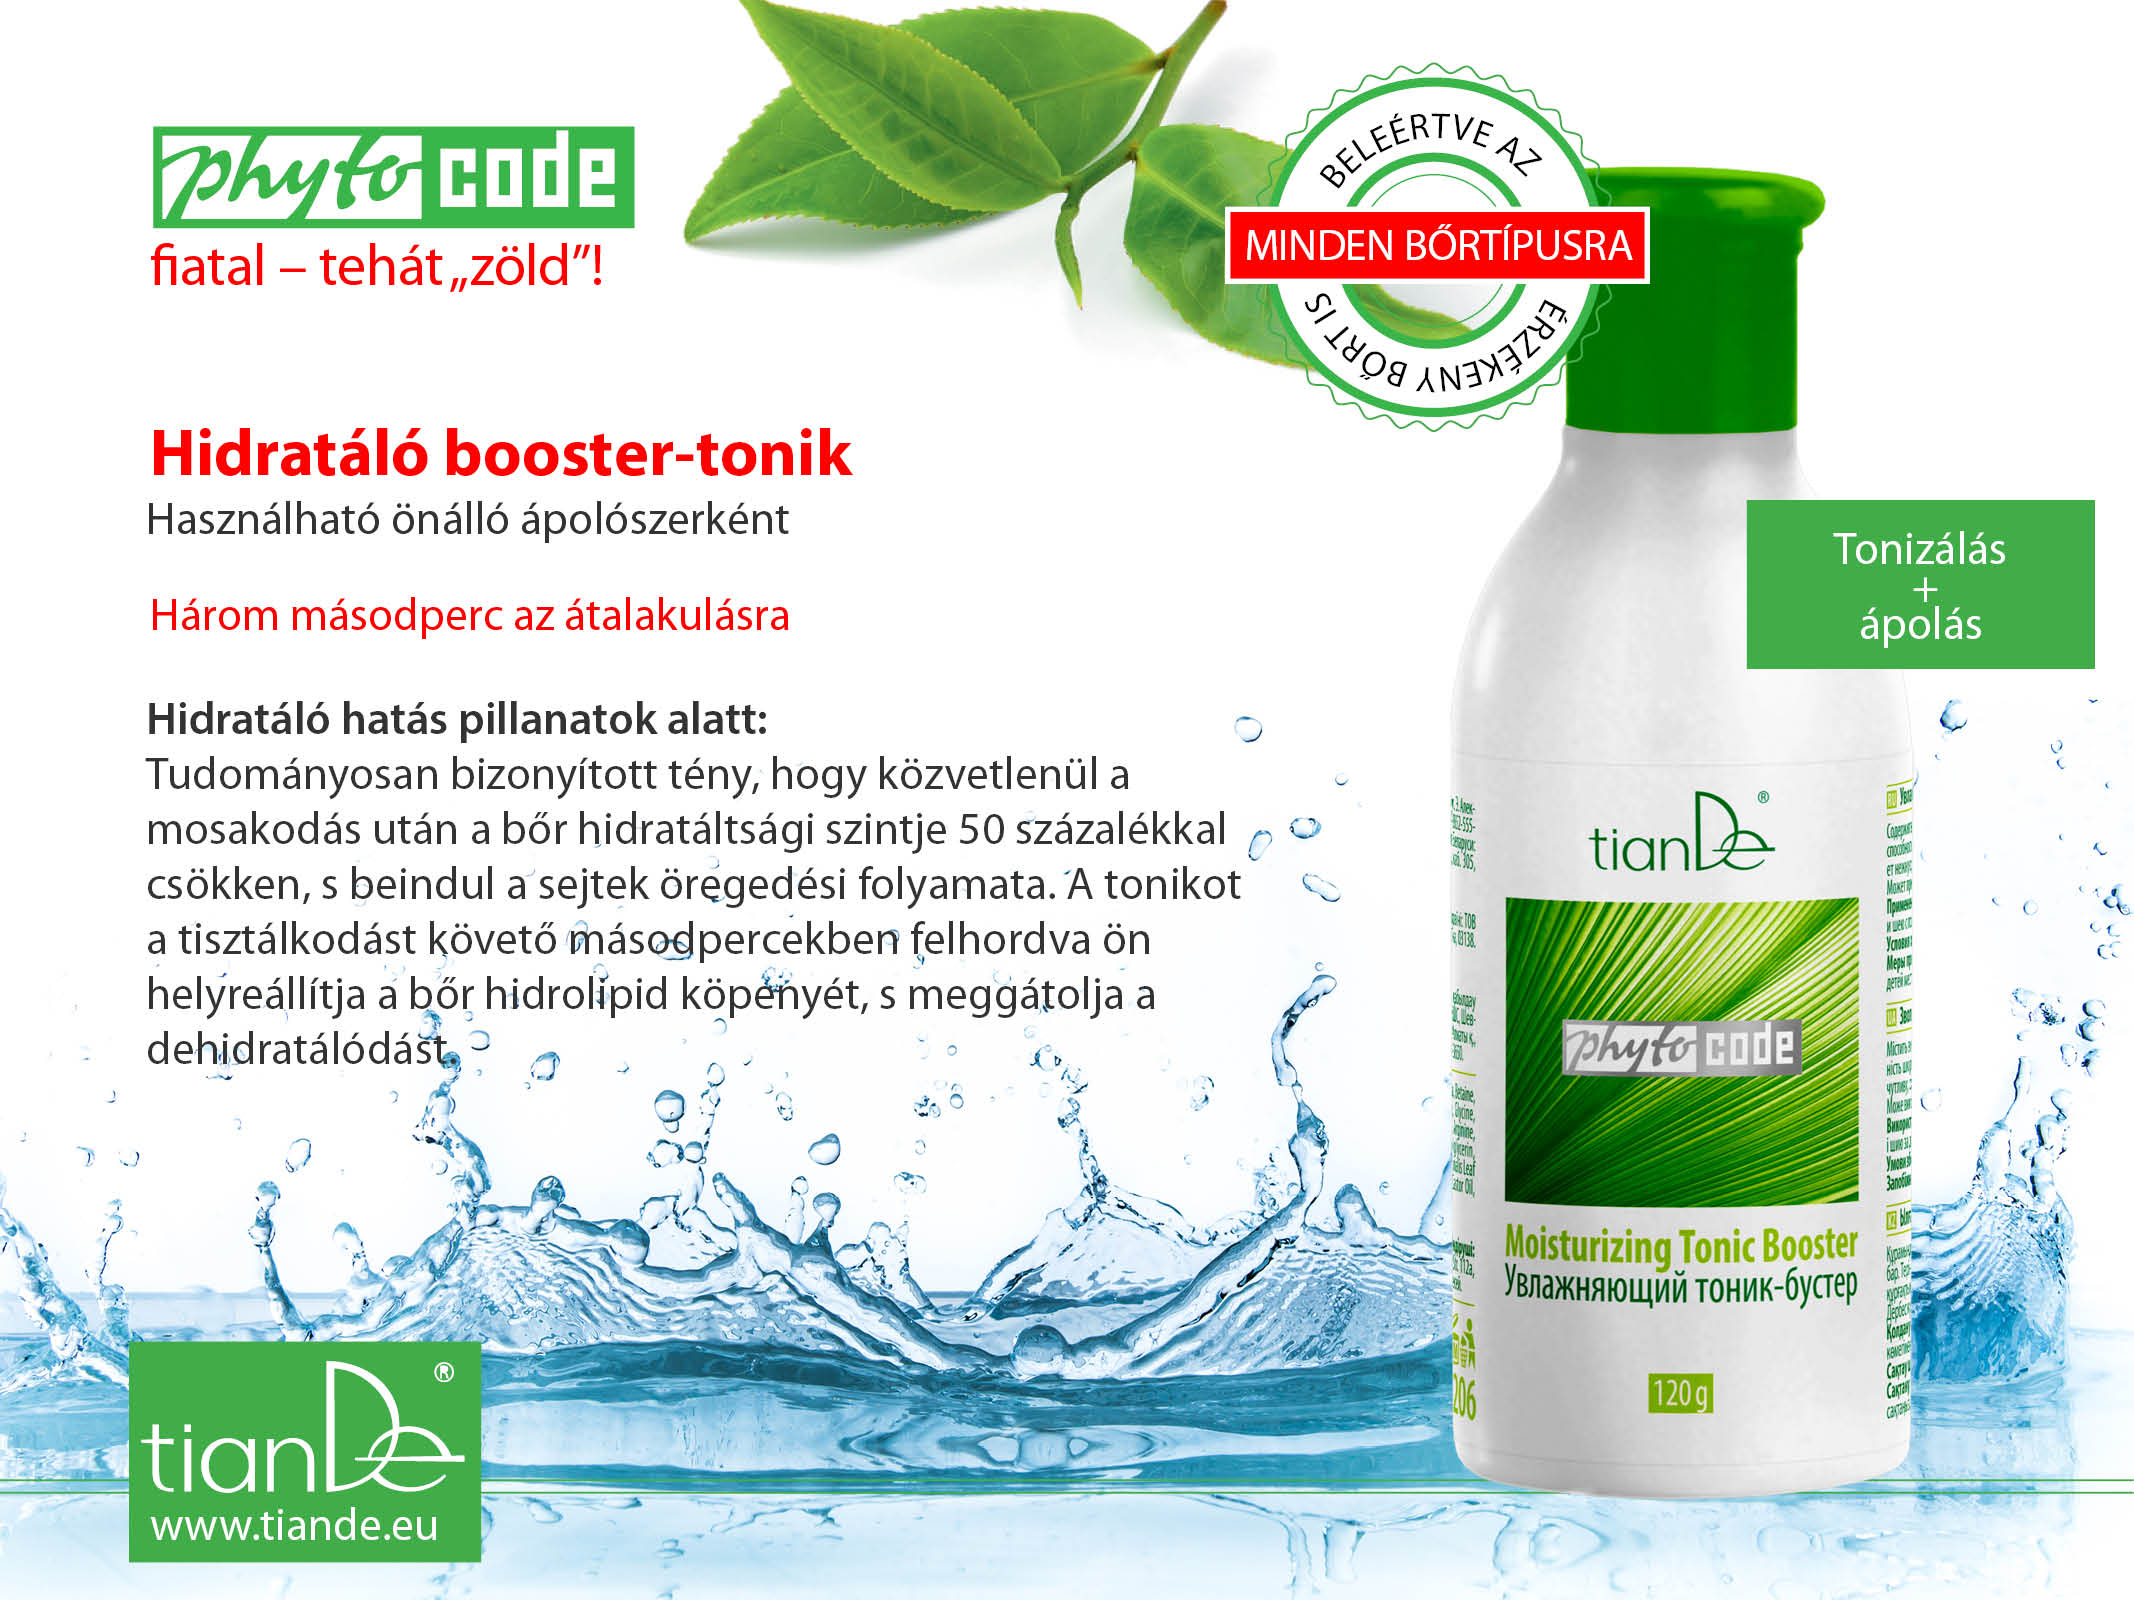 phyto code
fiatal – tehát „zöld”!
BELEÉRTVE AZ
MINDEN BŐRTÍPUSRA
ÉRZÉKENY BŐRT IS
Hidratáló booster-tonik
Használható önálló ápolószerként
Három másodperc az átalakulásra
Tonizálás
+
ápolás
Hidratáló hatás pillanatok alatt:
Tudományosan bizonyított tény, hogy közvetlenül a
mosakodás után a bőr hidratáltsági szintje 50 százalékkal
csökken, s beindul a sejtek öregedési folyamata. A tonikot
a tisztálkodást követő másodpercekben felhordva ön
helyreállítja a bőr hidrolipid köpenyét, s meggátolja a
dehidratálódást.
tianDe ®
phyto code
Moisturizing Tonic Booster
Увлажняющий тоник-бустер
120 g
206
tianDe ®
www.tiande.eu